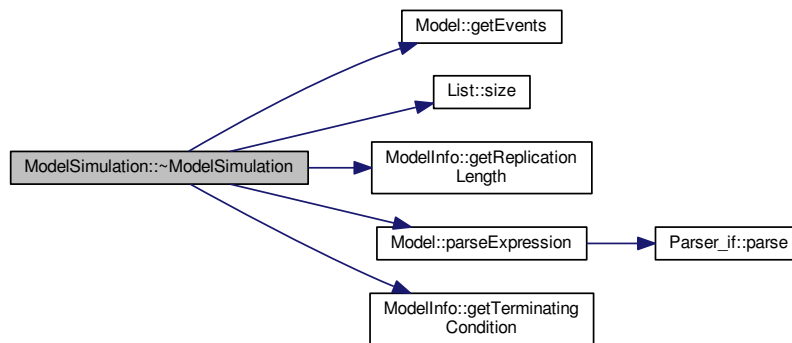 Model::getEvents
List::size
ModelSimulation::~ModelSimulation
ModelInfo::getReplication
Length
Model::parseExpression
Parser_if::parse
ModelInfo::getTerminating
Condition